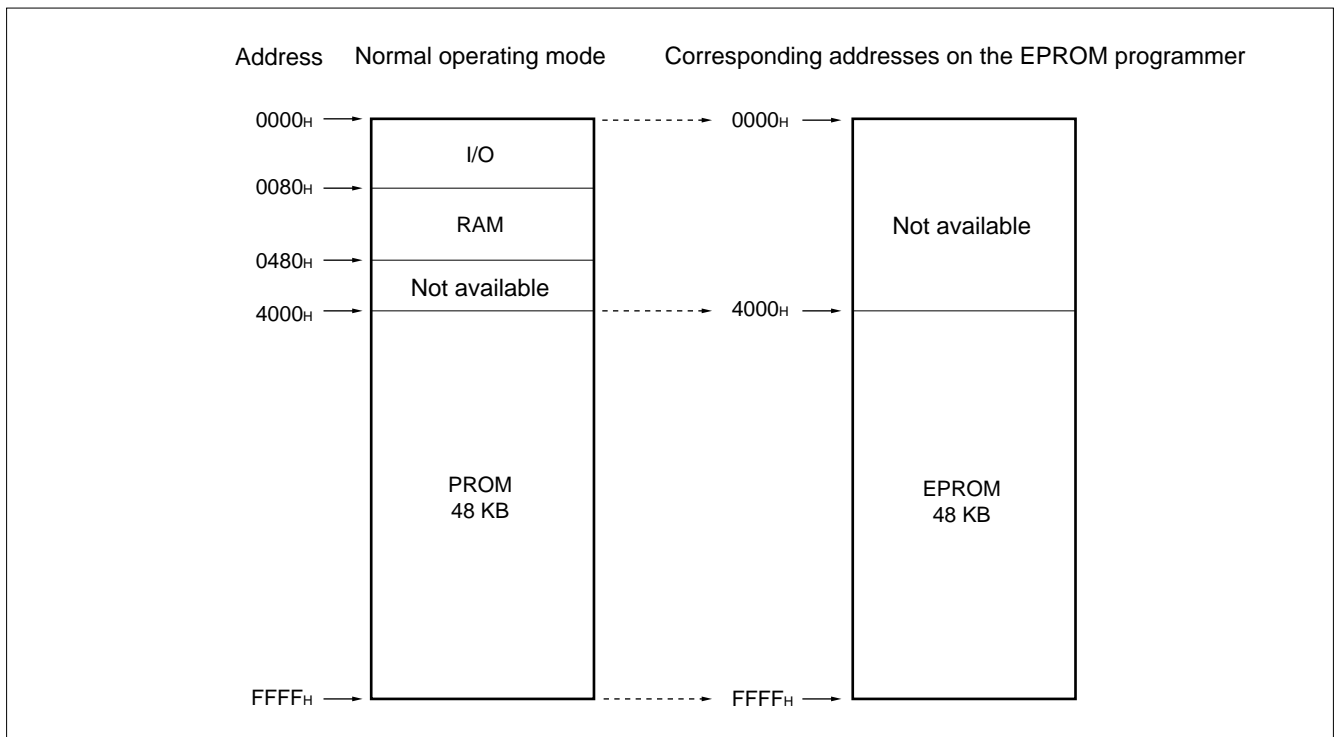 Address Normal operating mode Corresponding addresses on the EPROM programmer
0000H 0000H
I/O
0080H
RAM Not available
0480H
Not available
4000H 4000H
PROM EPROM
48 KB 48 KB
FFFFH FFFFH